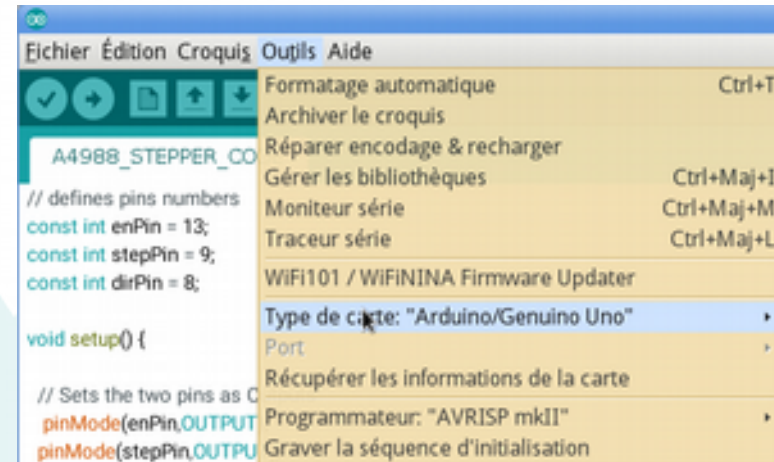 Fichier Édition Croquis Outils Aide
Formatage automatique Ctrl+T
Archiver le croquis
Réparer encodage & recharger
Gérer les bibliothèques Ctrl+Maj+I
Moniteur série Ctrl+Maj+M
Traceur série Ctrl+Maj+L
WiFi101 / WiFiNINA Firmware Updater
Type de carte: "Arduino/Genuino Uno"
Port
Récupérer les informations de la carte
Programmateur: "AVRISP mkII"
Graver la séquence d'initialisation
A4988_STEPPER_CO
// defines pins numbers
const int enPin = 13;
const int stepPin = 9;
const int dirPin = 8;
void setup() {
// Sets the two pins as O
pinMode(enPin,OUTPUT
pinMode(stepPin,OUTPU